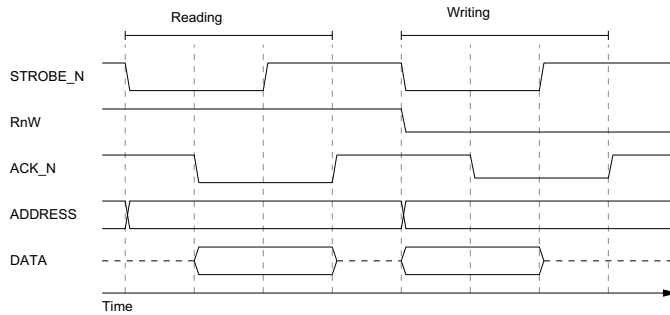 Reading
Writing
STROBE_N
RnW
ACK_N
ADDRESS
DATA
Time